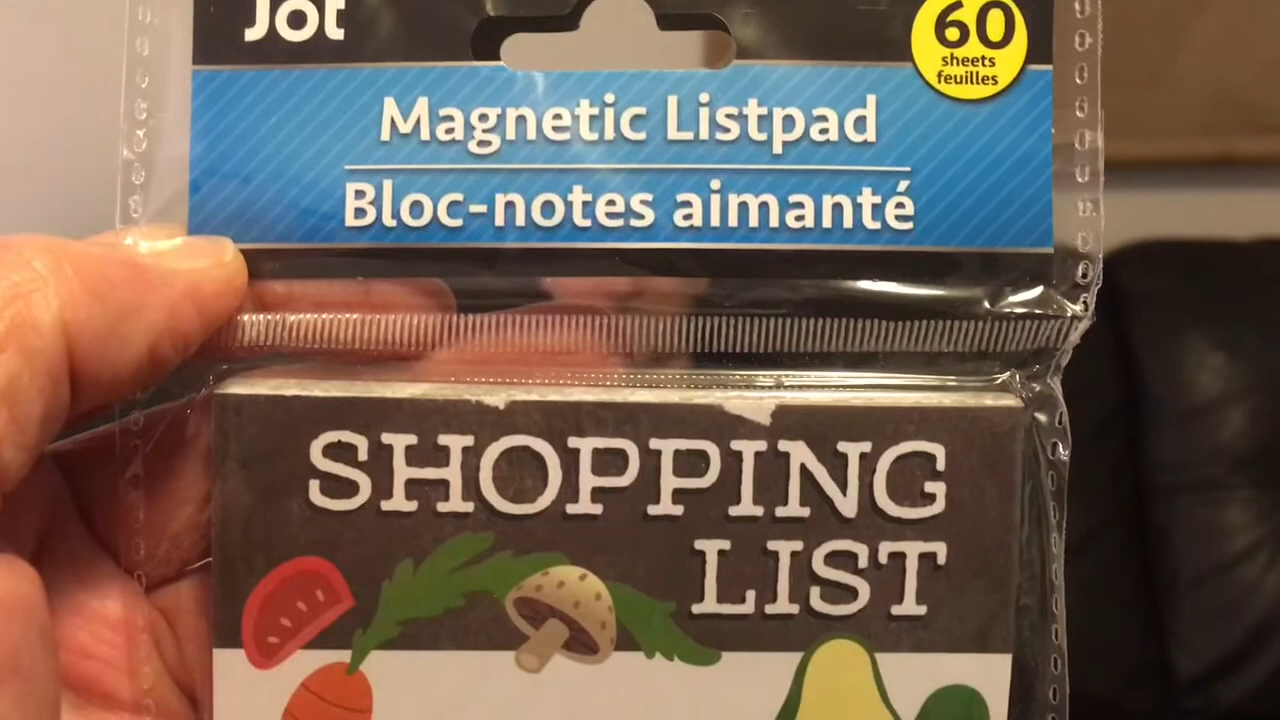 Jot
60
sheets
feuilles
Magnetic Listpad
Bloc-notes aimanté
SHOPPING
LIST